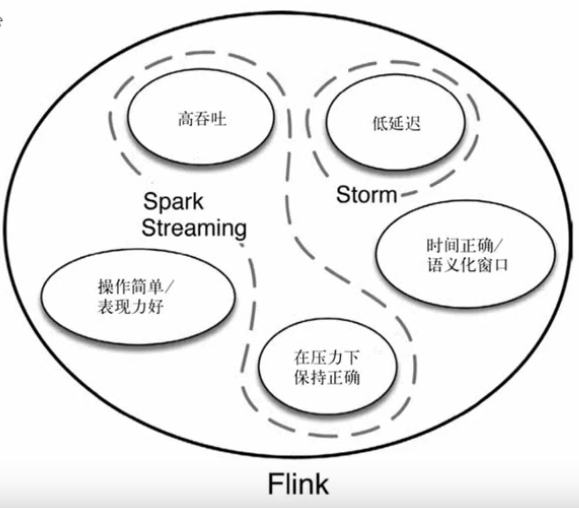 高吞吐
低延迟
Spark
Streaming
Storm
时间正确/
语义化窗口
操作简单/
表现力好
在压力下
保持正确
Flink